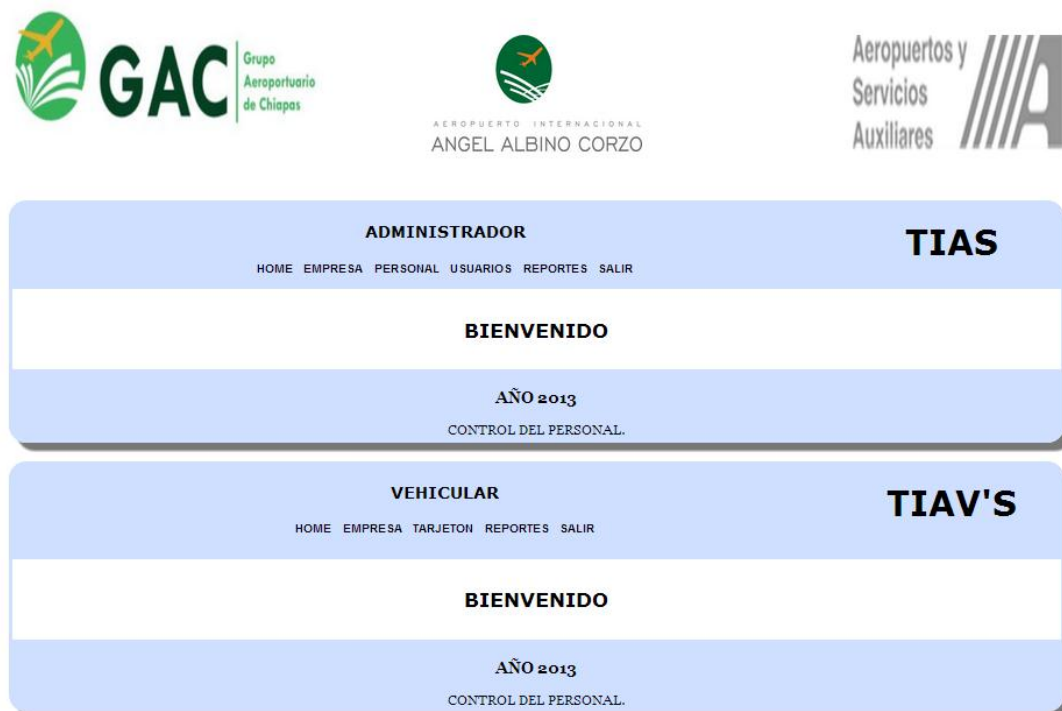 GAC
Grupo
Aeroportuario
de Chiapas
AEROPUERTO INTERNACIONAL
ANGEL ALBINO CORZO
Aeropuertos y
Servicios
Auxiliares
ADMINISTRADOR
TIAS
HOME EMPRESA PERSONAL USUARIOS REPORTES SALIR
BIENVENIDO
AÑO 2013
CONTROL DEL PERSONAL.
VEHICULAR
TIAV'S
HOME EMPRESA TARJETON REPORTES SALIR
BIENVENIDO
AÑO 2013
CONTROL DEL PERSONAL.